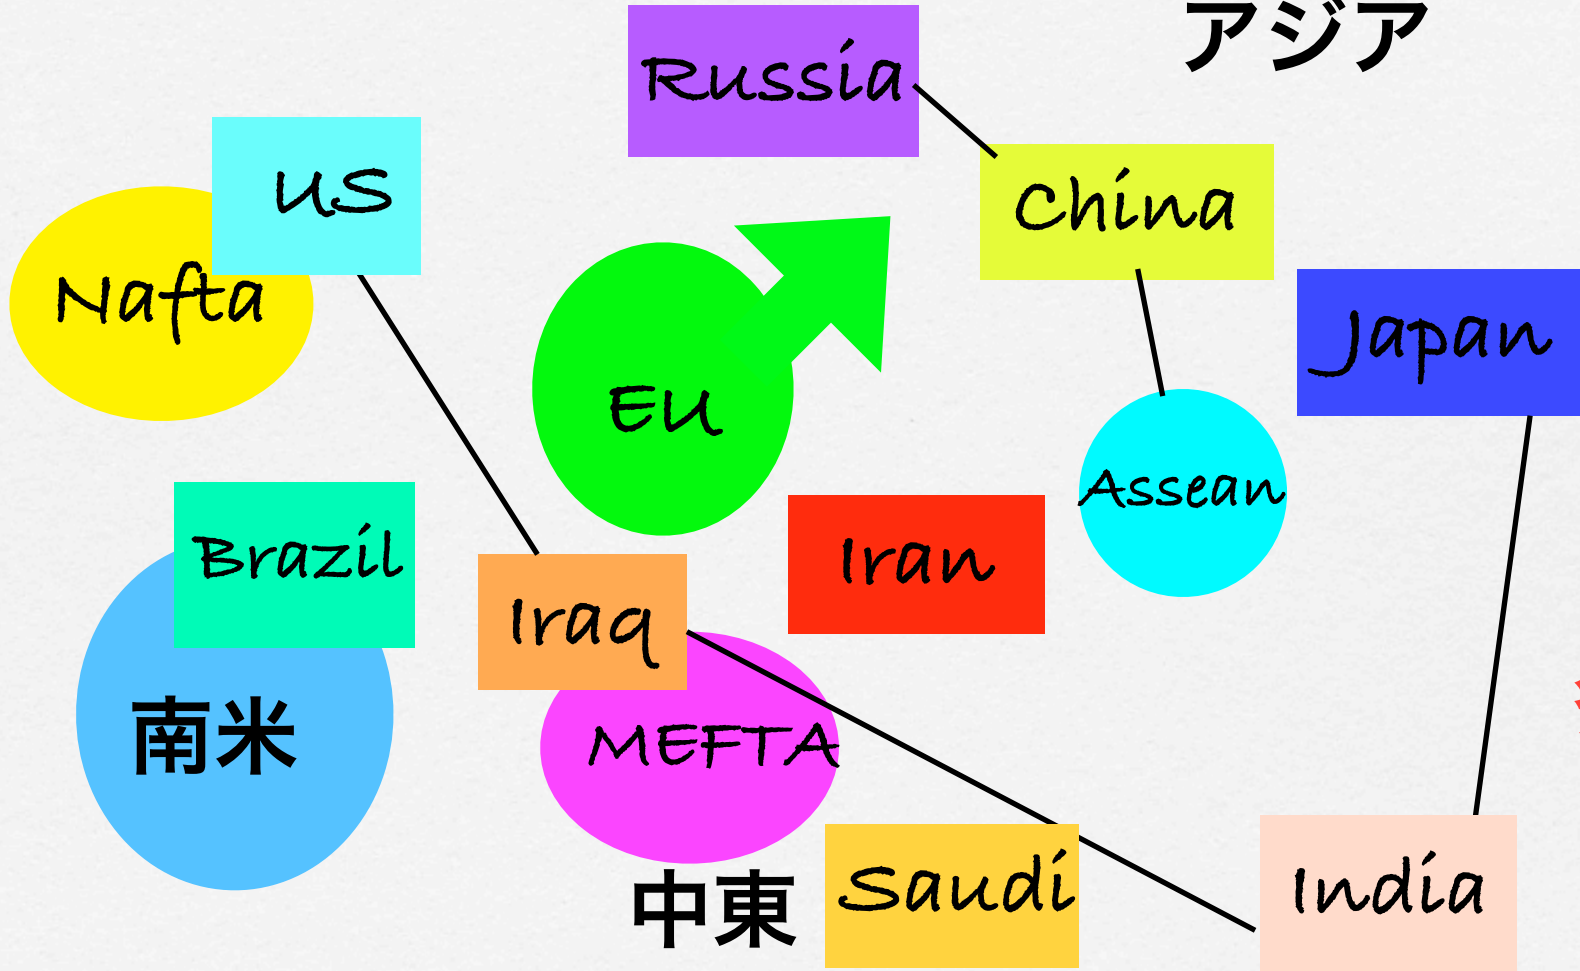 アジア
Russia
US
China
Nafta
Japan
EU
Assean
Brazil
Iran
Iraq
南米
MEFTA
中東
Saudi
India